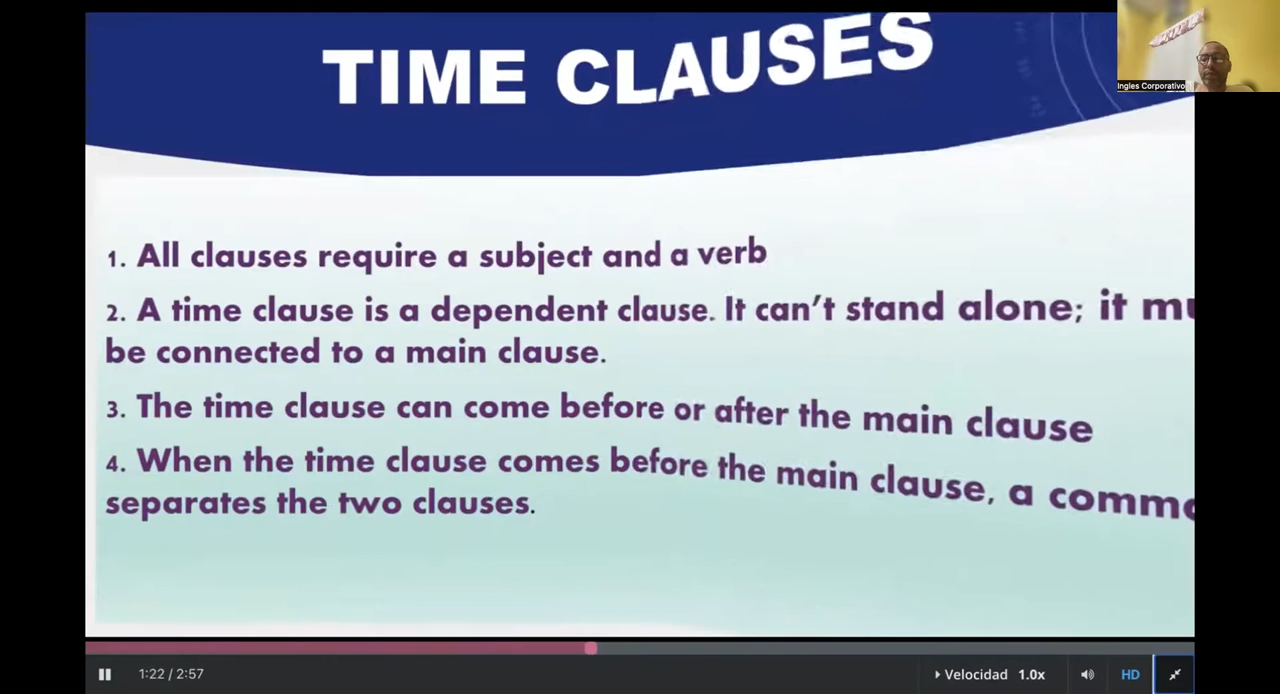 TIME CLAUSES
Ingles Corporativo
1. All clauses require a subject and a verb
2. A time clause is a dependent clause. It can't stand alone; it
be connected to a main clause.
3. The time clause can come before or after the main clause
4. When the time clause comes before the main clause, a
separates the two clauses.
1:22 / 2:57
Velocidad 1.0x
HD